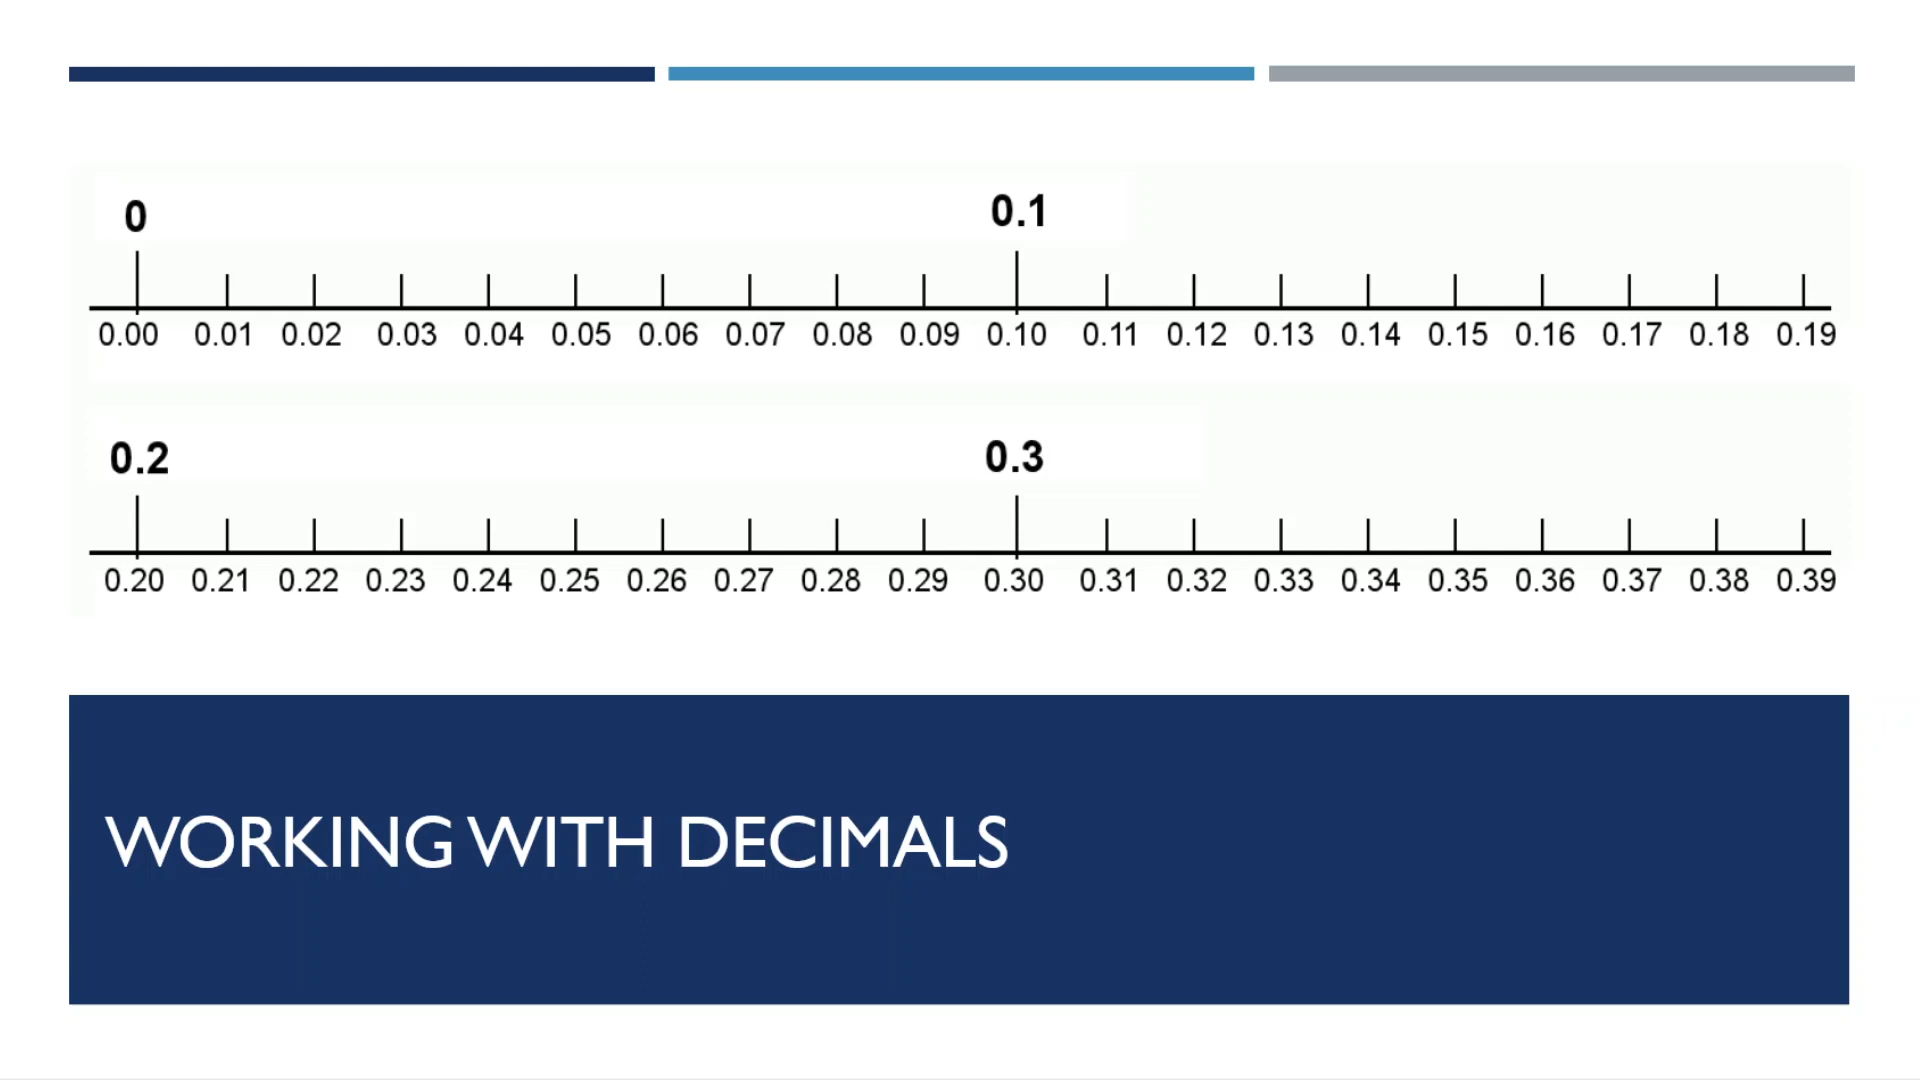 0 0.1
0.00 0.01 0.02 0.03 0.04 0.05 0.06 0.07 0.08 0.09 0.10 0.11 0.12 0.13 0.14 0.15 0.16 0.17 0.18 0.19
0.2 0.3
0.20 0.21 0.22 0.23 0.24 0.25 0.26 0.27 0.28 0.29 0.30 0.31 0.32 0.33 0.34 0.35 0.36 0.37 0.38 0.39
WORKING WITH DECIMALS